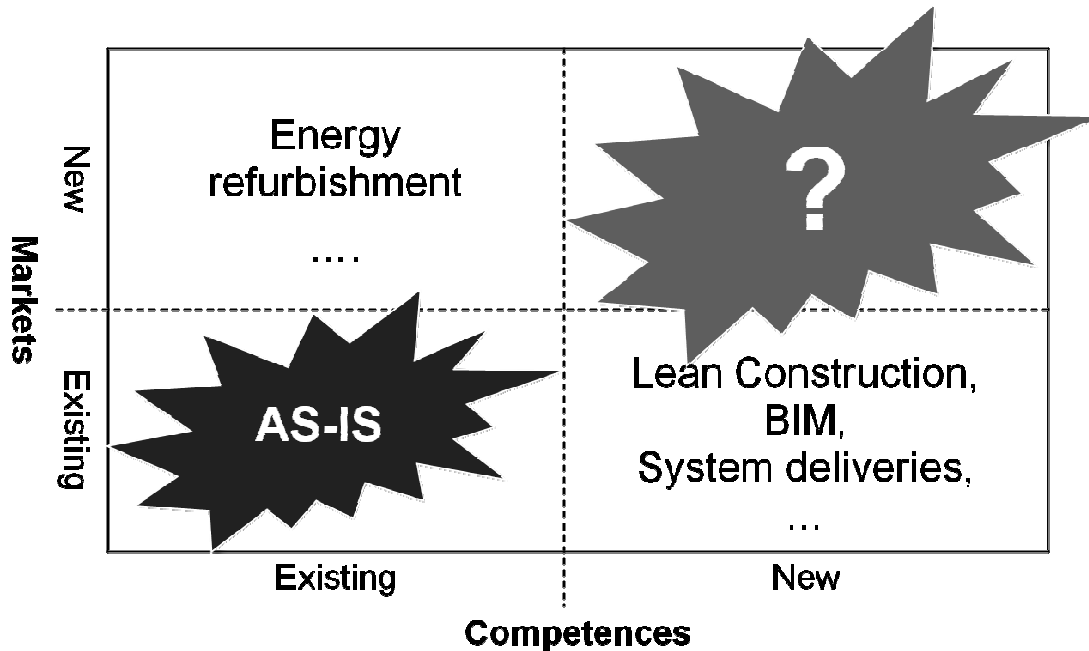 Energy
refurbishment
....
?
New
Markets
Existing
AS-IS
Lean Construction,
BIM,
System deliveries,
...
Existing
New
Competences